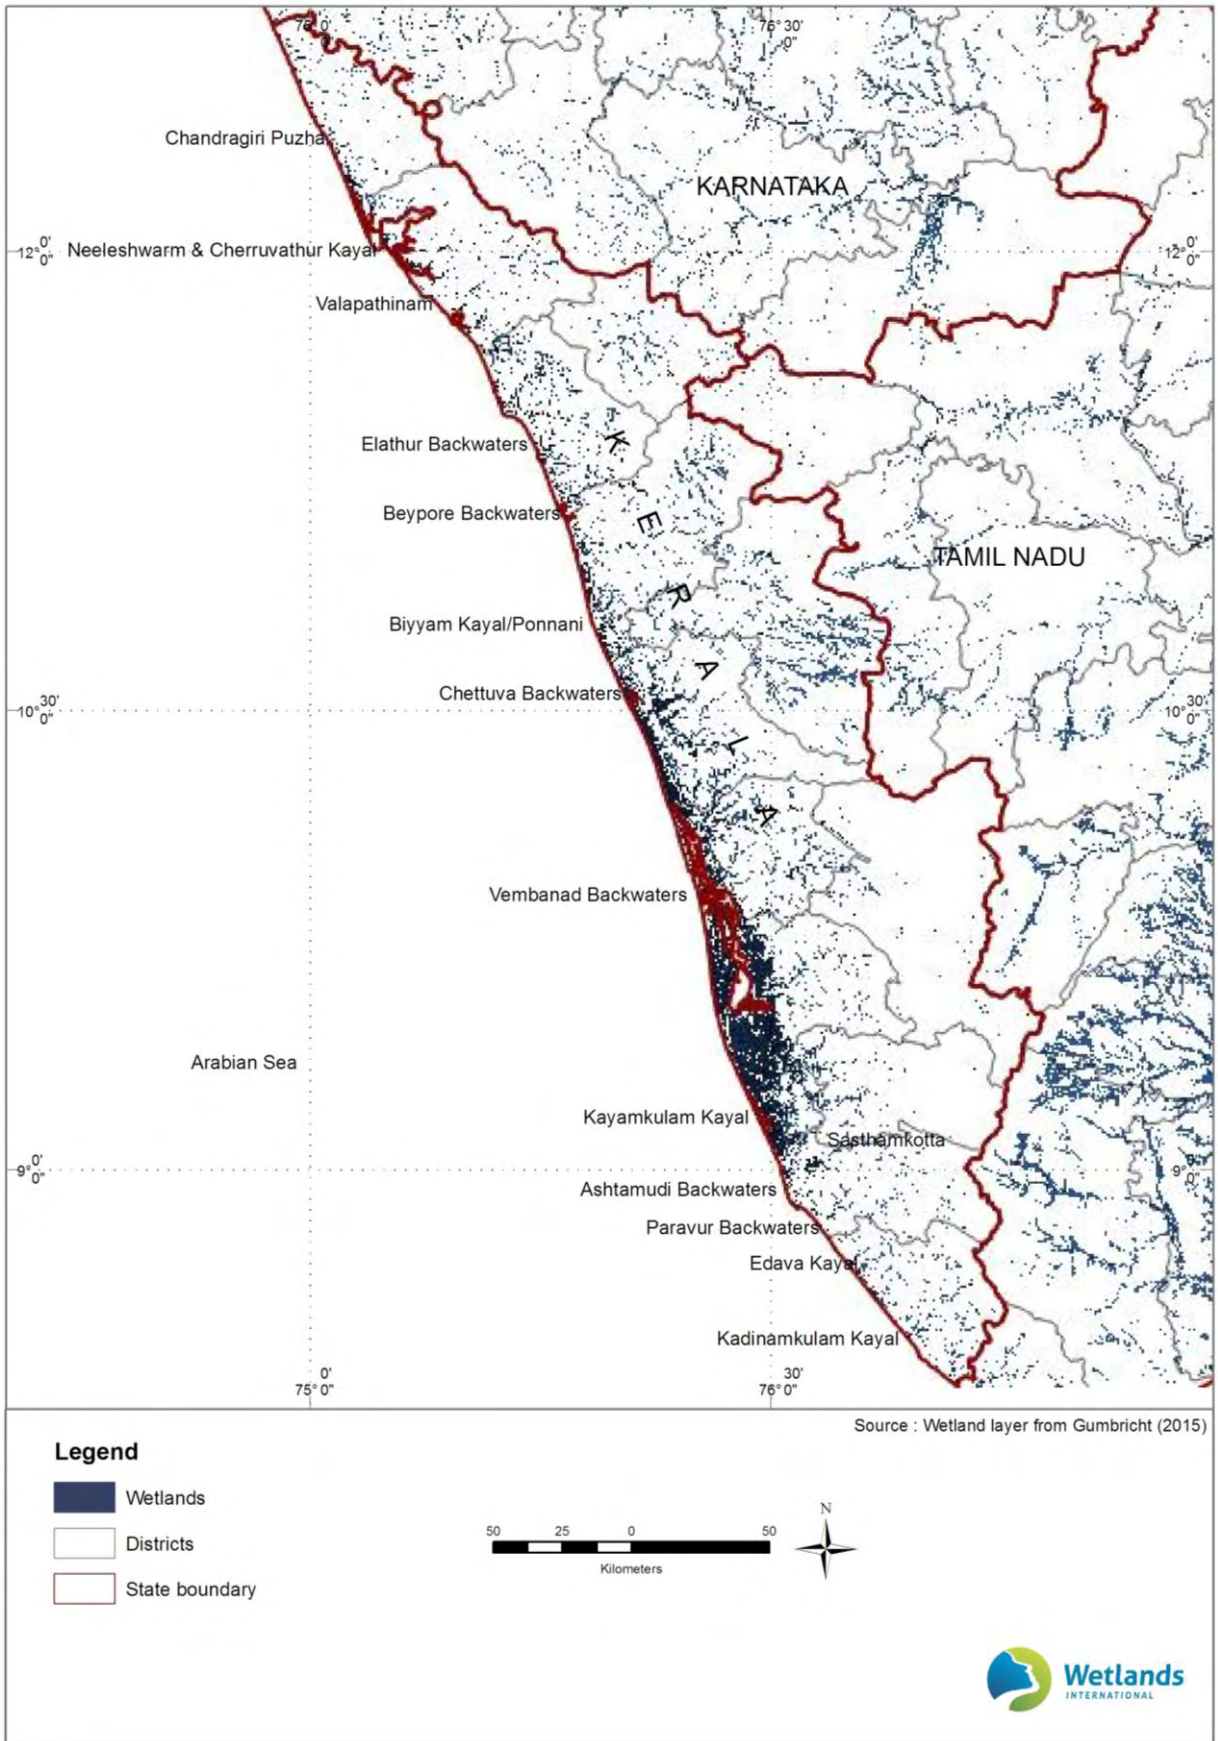 75° 0'
0"
76° 30'
0"
Chandragiri Puzha
KARNATAKA
12° 0'
0"
Neeleshwarm & Cherruvathur Kayal
12° 0'
0"
Valapathinam
Elathur Backwaters
K
E
R
A
L
A
Beypore Backwaters
TAMIL NADU
Biyyam Kayal/Ponnani
Chettuva Backwaters
10° 30'
0"
10° 30'
0"
Vembanad Backwaters
Arabian Sea
Kayamkulam Kayal
Sasthamkotta
9° 0'
0"
9° 0'
0"
Ashtamudi Backwaters
Paravur Backwaters
Edava Kayal
Kadinamkulam Kayal
75° 0'
0"
76° 30'
0"
Source : Wetland layer from Gumbricht (2015)
Legend
Wetlands
Districts
State boundary
50 25 0 50
Kilometers
N
Wetlands
INTERNATIONAL